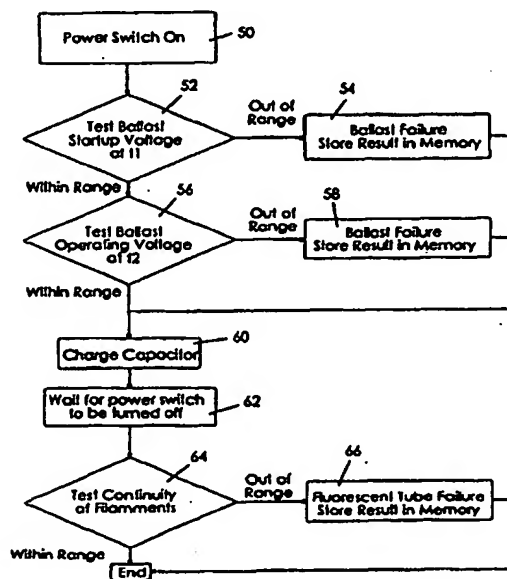 Power Switch On
50
52
Test Ballast
Startup Voltage
at t1
Out of
Range
54
Ballast Failure
Store Result in Memory
Within Range
56
Test Ballast
Operating Voltage
at t2
Out of
Range
58
Ballast Failure
Store Result in Memory
Within Range
60
Charge Capacitor
Wait for power switch
to be turned off
62
64
Test Continuity
of Filamments
Out of
Range
66
Fluorescent Tube Failure
Store Result in Memory
Within Range
End